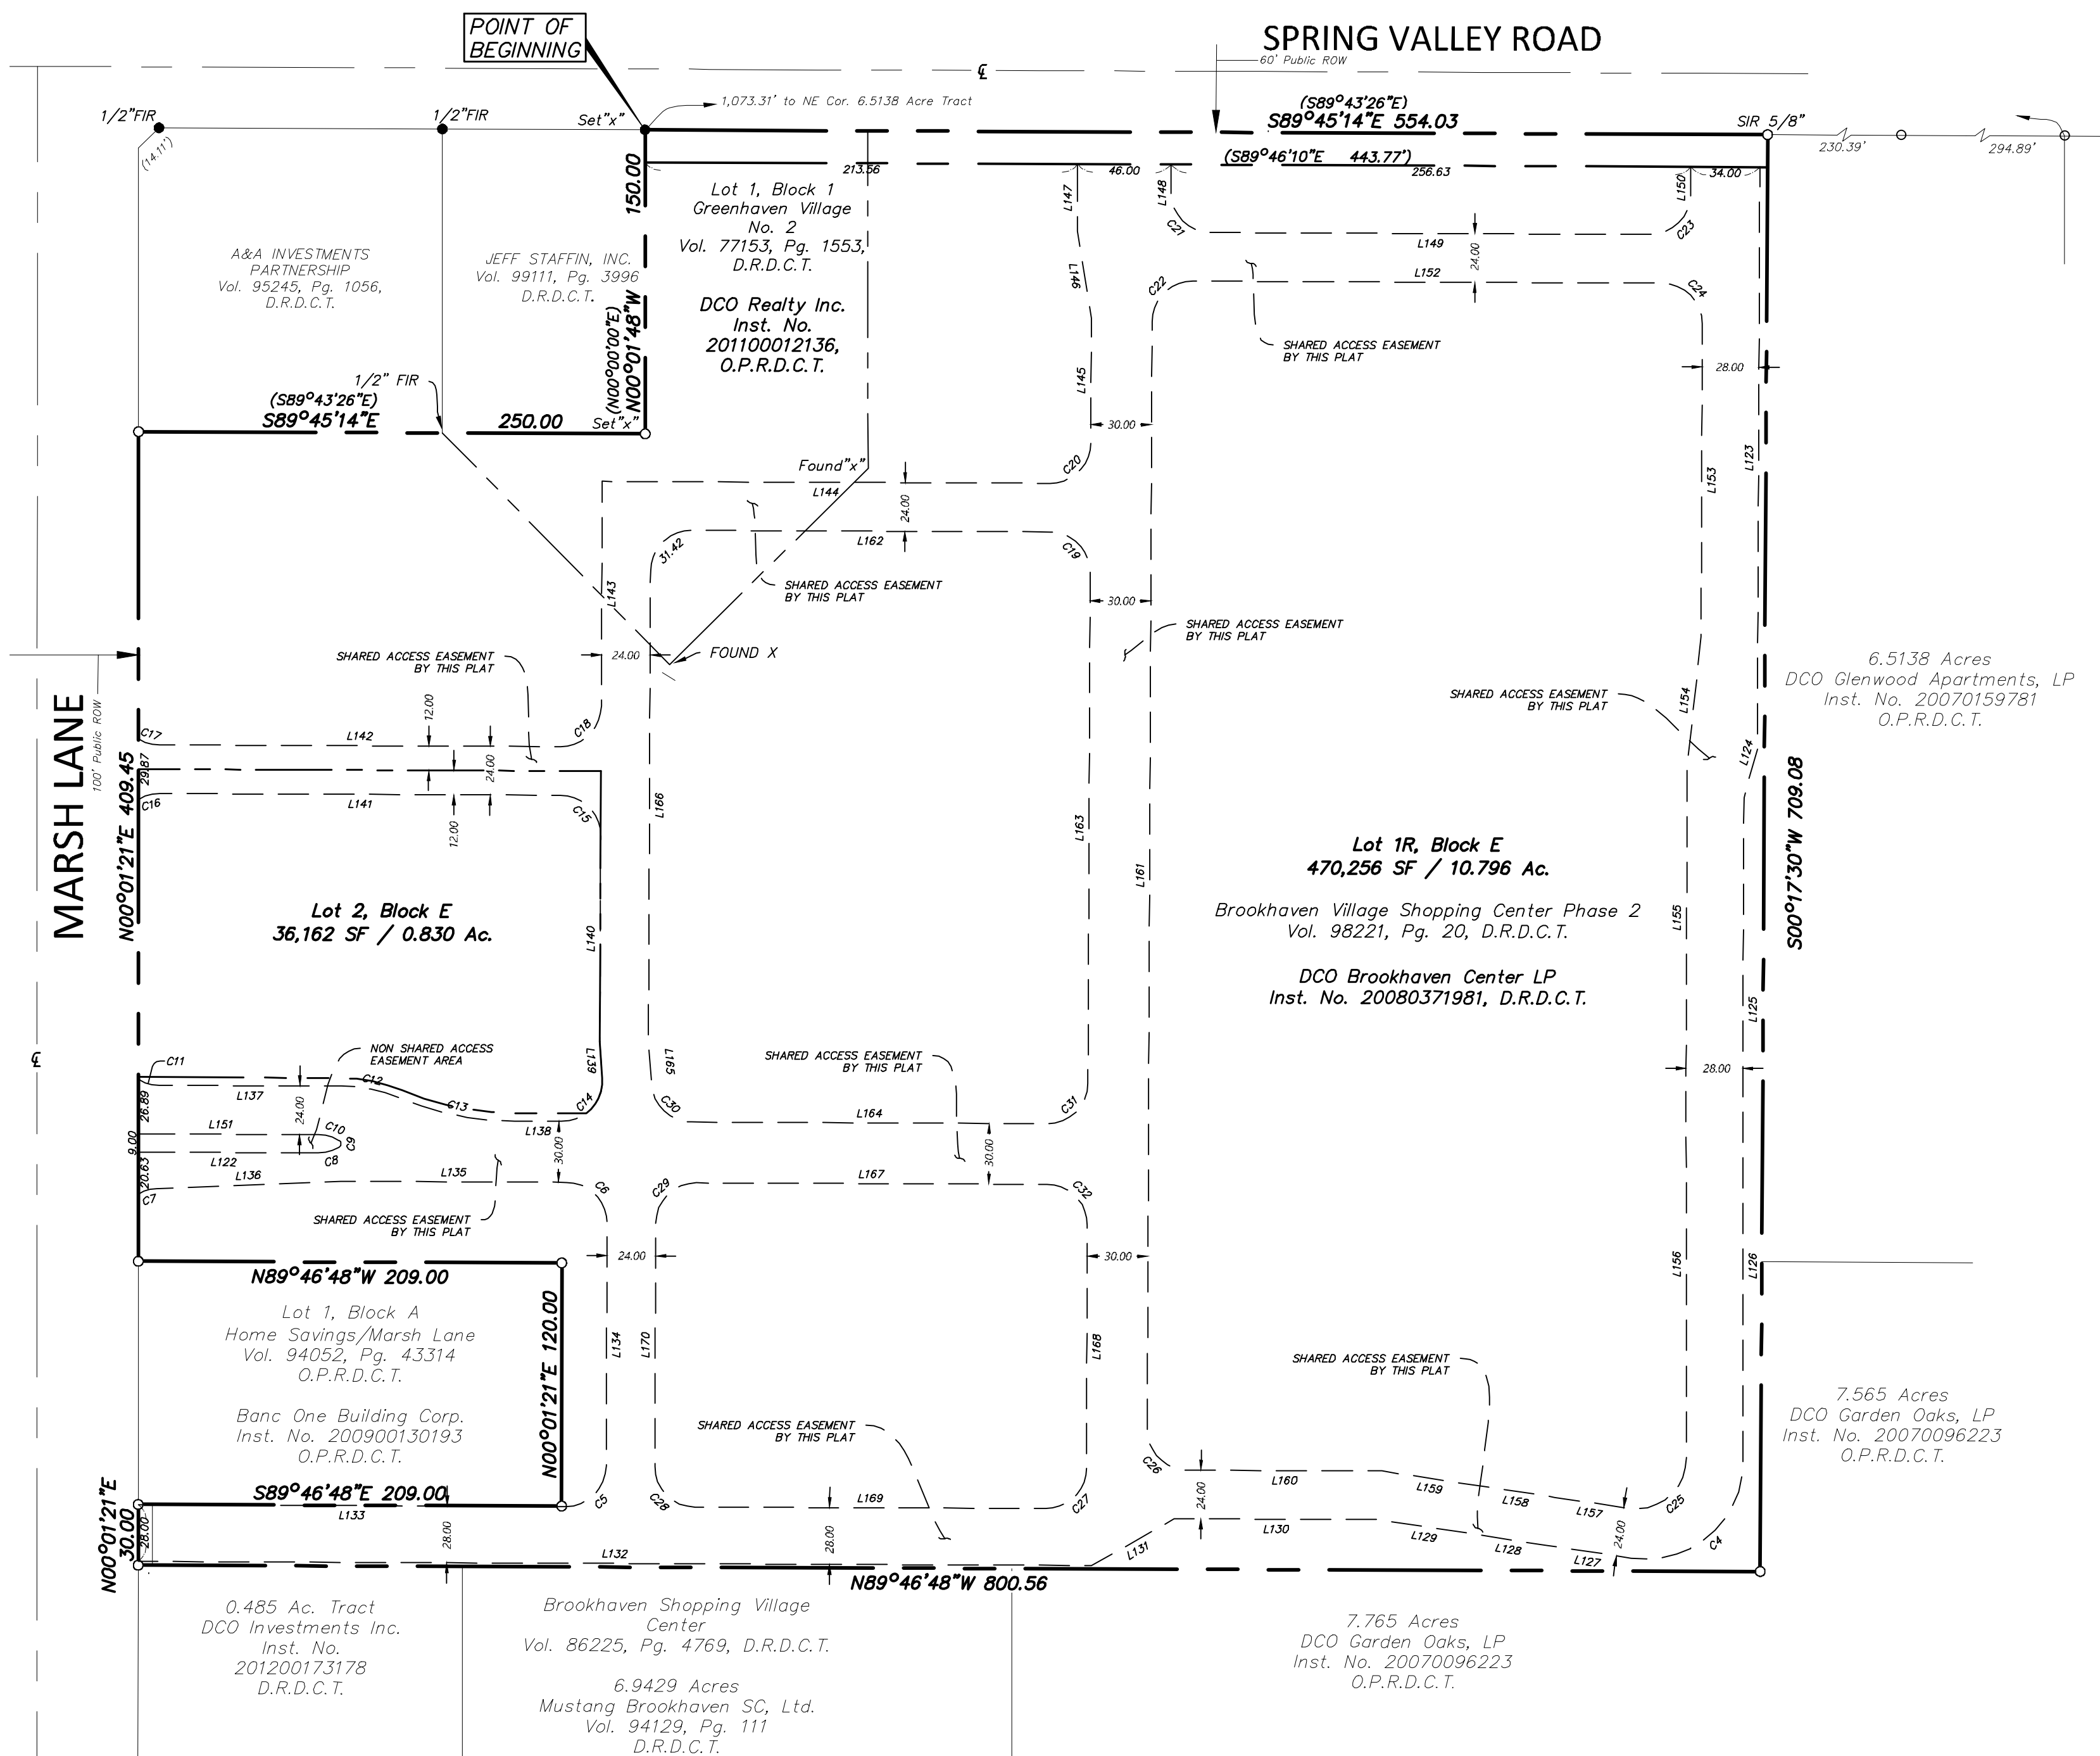 POINT OF
BEGINNING
SPRING VALLEY ROAD
60' Public ROW
℄
1,073.31' to NE Cor. 6.5138 Acre Tract
1/2"FIR
1/2"FIR
Set"x"
(S89°43'26"E)
S89°45'14"E 554.03
SIR 5/8"
230.39'
294.89'
(14.11')
(S89°46'10"E 443.77')
213.56
46.00
256.63
34.00
150.00
Lot 1, Block 1
Greenhaven Village
No. 2
Vol. 77153, Pg. 1553,
D.R.D.C.T.
L147
L148
L150
C21
C23
L149
24.00
L152
A&A INVESTMENTS
PARTNERSHIP
Vol. 95245, Pg. 1056,
D.R.D.C.T.
JEFF STAFFIN, INC.
Vol. 99111, Pg. 3996
D.R.D.C.T.
L146
C22
C24
DCO Realty Inc.
Inst. No.
201100012136,
O.P.R.D.C.T.
(N00°00'00"E)
N00°01'48"W
SHARED ACCESS EASEMENT
BY THIS PLAT
28.00
1/2" FIR
(S89°43'26"E)
S89°45'14"E
250.00
Set"x"
L145
30.00
L123
L153
Found"x"
C20
L144
24.00
31.42
L162
C19
SHARED ACCESS EASEMENT
BY THIS PLAT
L143
30.00
SHARED ACCESS EASEMENT
BY THIS PLAT
SHARED ACCESS EASEMENT
BY THIS PLAT
24.00
FOUND X
6.5138 Acres
DCO Glenwood Apartments, LP
Inst. No. 20070159781
O.P.R.D.C.T.
SHARED ACCESS EASEMENT
BY THIS PLAT
L154
L124
MARSH LANE
100' Public ROW
12.00
C17
L142
C18
29.87
24.00
C16
L141
12.00
C15
L166
L163
N00°01'21"E 409.45
S00°17'30"W 709.08
Lot 1R, Block E
470,256 SF / 10.796 Ac.
L161
Brookhaven Village Shopping Center Phase 2
Vol. 98221, Pg. 20, D.R.D.C.T.
DCO Brookhaven Center LP
Inst. No. 20080371981, D.R.D.C.T.
Lot 2, Block E
36,162 SF / 0.830 Ac.
L140
L155
L125
℄
C11
NON SHARED ACCESS
EASEMENT AREA
C12
L139
L165
SHARED ACCESS EASEMENT
BY THIS PLAT
28.00
26.89
L137
24.00
C13
C14
C30
L164
C31
L151
C10
C9
L138
9.00
L122
C8
30.00
30.00
20.63
L136
L135
C7
C6
C29
L167
C32
SHARED ACCESS EASEMENT
BY THIS PLAT
24.00
30.00
L156
L126
N89°46'48"W 209.00
Lot 1, Block A
Home Savings/Marsh Lane
Vol. 94052, Pg. 43314
O.P.R.D.C.T.
Banc One Building Corp.
Inst. No. 200900130193
O.P.R.D.C.T.
N00°01'21"E 120.00
L134
L170
L168
SHARED ACCESS EASEMENT
BY THIS PLAT
SHARED ACCESS EASEMENT
BY THIS PLAT
7.565 Acres
DCO Garden Oaks, LP
Inst. No. 20070096223
O.P.R.D.C.T.
C26
L160
L159
L158
L157
C25
24.00
S89°46'48"E 209.00
L133
C5
C28
L169
C27
N00°01'21"E
30.00
28.00
28.00
28.00
L132
L131
L130
L129
L128
L127
24.00
C4
N89°46'48"W 800.56
0.485 Ac. Tract
DCO Investments Inc.
Inst. No.
201200173178
D.R.D.C.T.
Brookhaven Shopping Village
Center
Vol. 86225, Pg. 4769, D.R.D.C.T.
6.9429 Acres
Mustang Brookhaven SC, Ltd.
Vol. 94129, Pg. 111
D.R.D.C.T.
7.765 Acres
DCO Garden Oaks, LP
Inst. No. 20070096223
O.P.R.D.C.T.